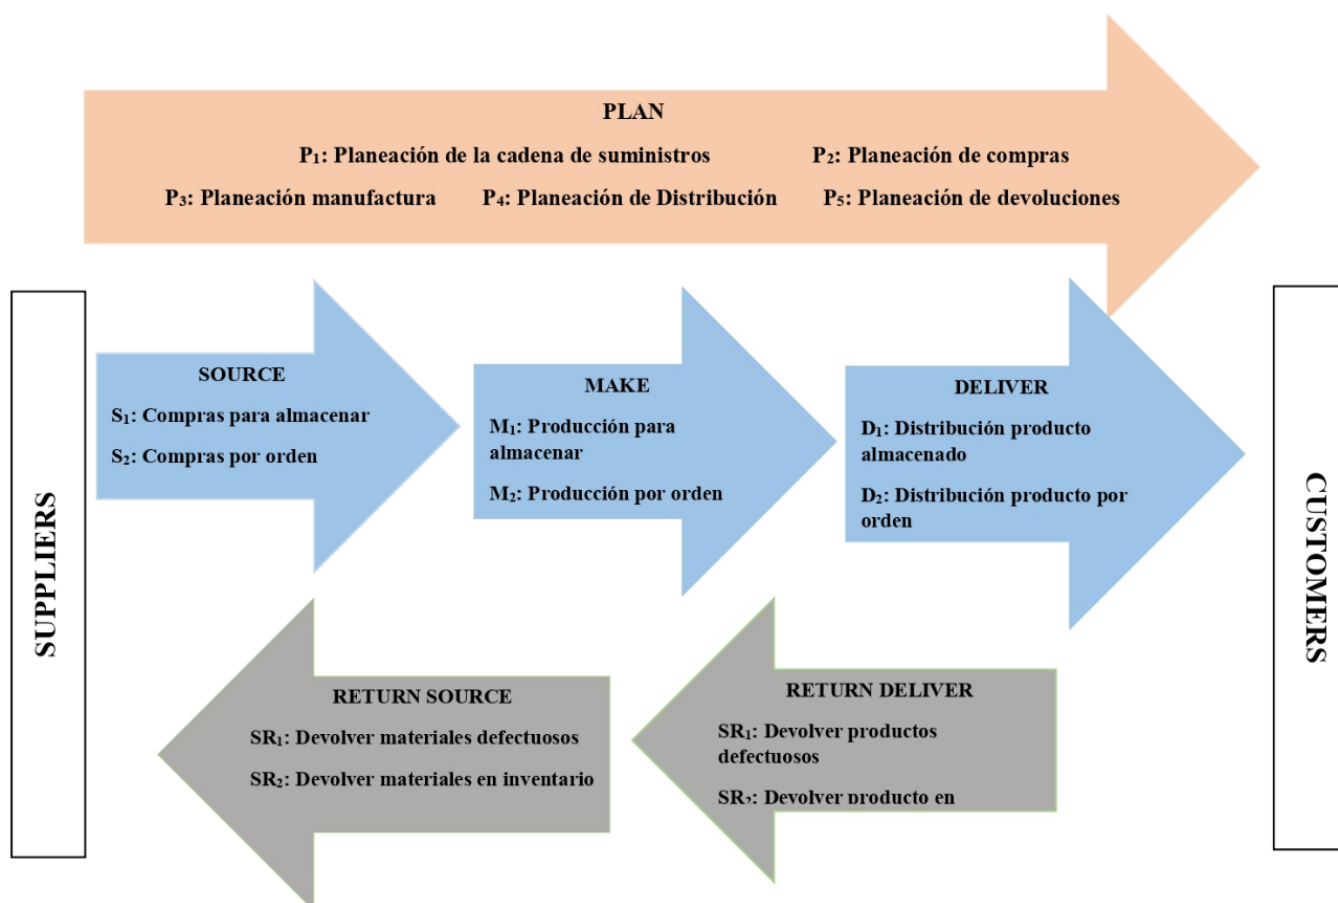 PLAN
P₁: Planeación de la cadena de suministros P₂: Planeación de compras
P₃: Planeación manufactura P₄: Planeación de Distribución P₅: Planeación de devoluciones
SUPPLIERS
SOURCE
S₁: Compras para almacenar
S₂: Compras por orden
MAKE
M₁: Producción para
almacenar
M₂: Producción por orden
DELIVER
D₁: Distribución producto
almacenado
D₂: Distribución producto por
orden
CUSTOMERS
RETURN SOURCE
SR₁: Devolver materiales defectuosos
SR₂: Devolver materiales en inventario
RETURN DELIVER
SR₁: Devolver productos
defectuosos
SR₂: Devolver producto en